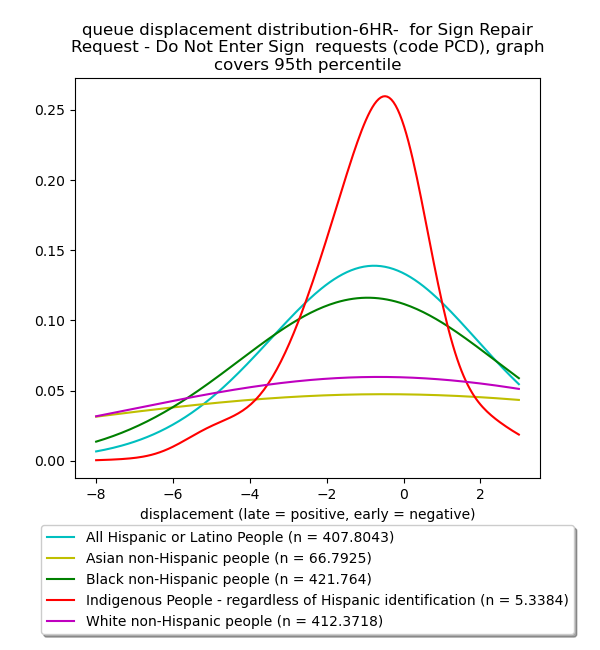 queue displacement distribution-6HR-  for Sign Repair
Request - Do Not Enter Sign  requests (code PCD), graph
covers 95th percentile
0.25
0.20
0.15
0.10
0.05
0.00
−8 −6 −4 −2 0 2
displacement (late = positive, early = negative)
All Hispanic or Latino People (n = 407.8043)
Asian non-Hispanic people (n = 66.7925)
Black non-Hispanic people (n = 421.764)
Indigenous People - regardless of Hispanic identification (n = 5.3384)
White non-Hispanic people (n = 412.3718)